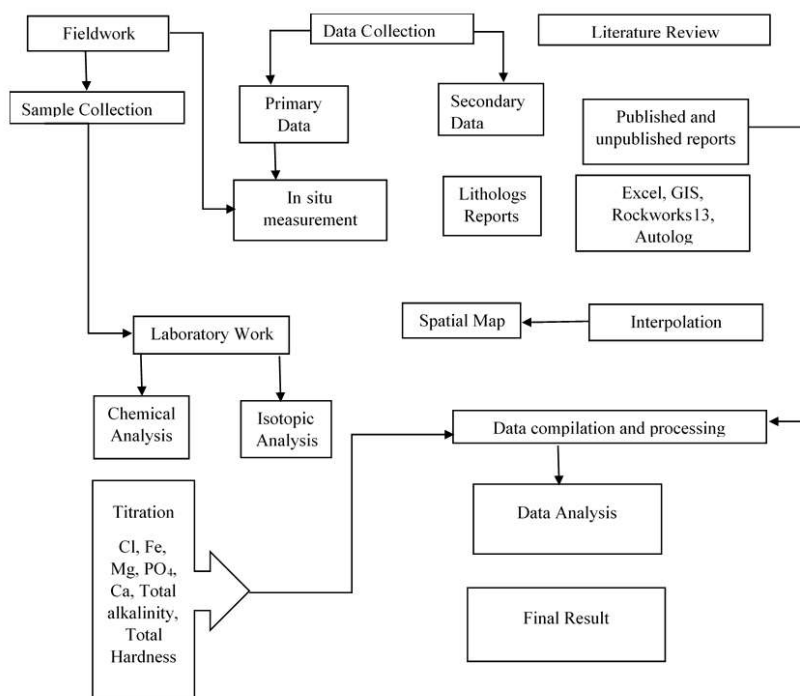 Fieldwork
Data Collection
Literature Review
Sample Collection
Primary
Data
Secondary
Data
Published and
unpublished reports
In situ
measurement
Lithologs
Reports
Excel, GIS,
Rockworks13,
Autolog
Laboratory Work
Spatial Map
Interpolation
Chemical
Analysis
Isotopic
Analysis
Data compilation and processing
Titration
Cl, Fe,
Mg, PO₄,
Ca, Total
alkalinity,
Total
Hardness
Data Analysis
Final Result